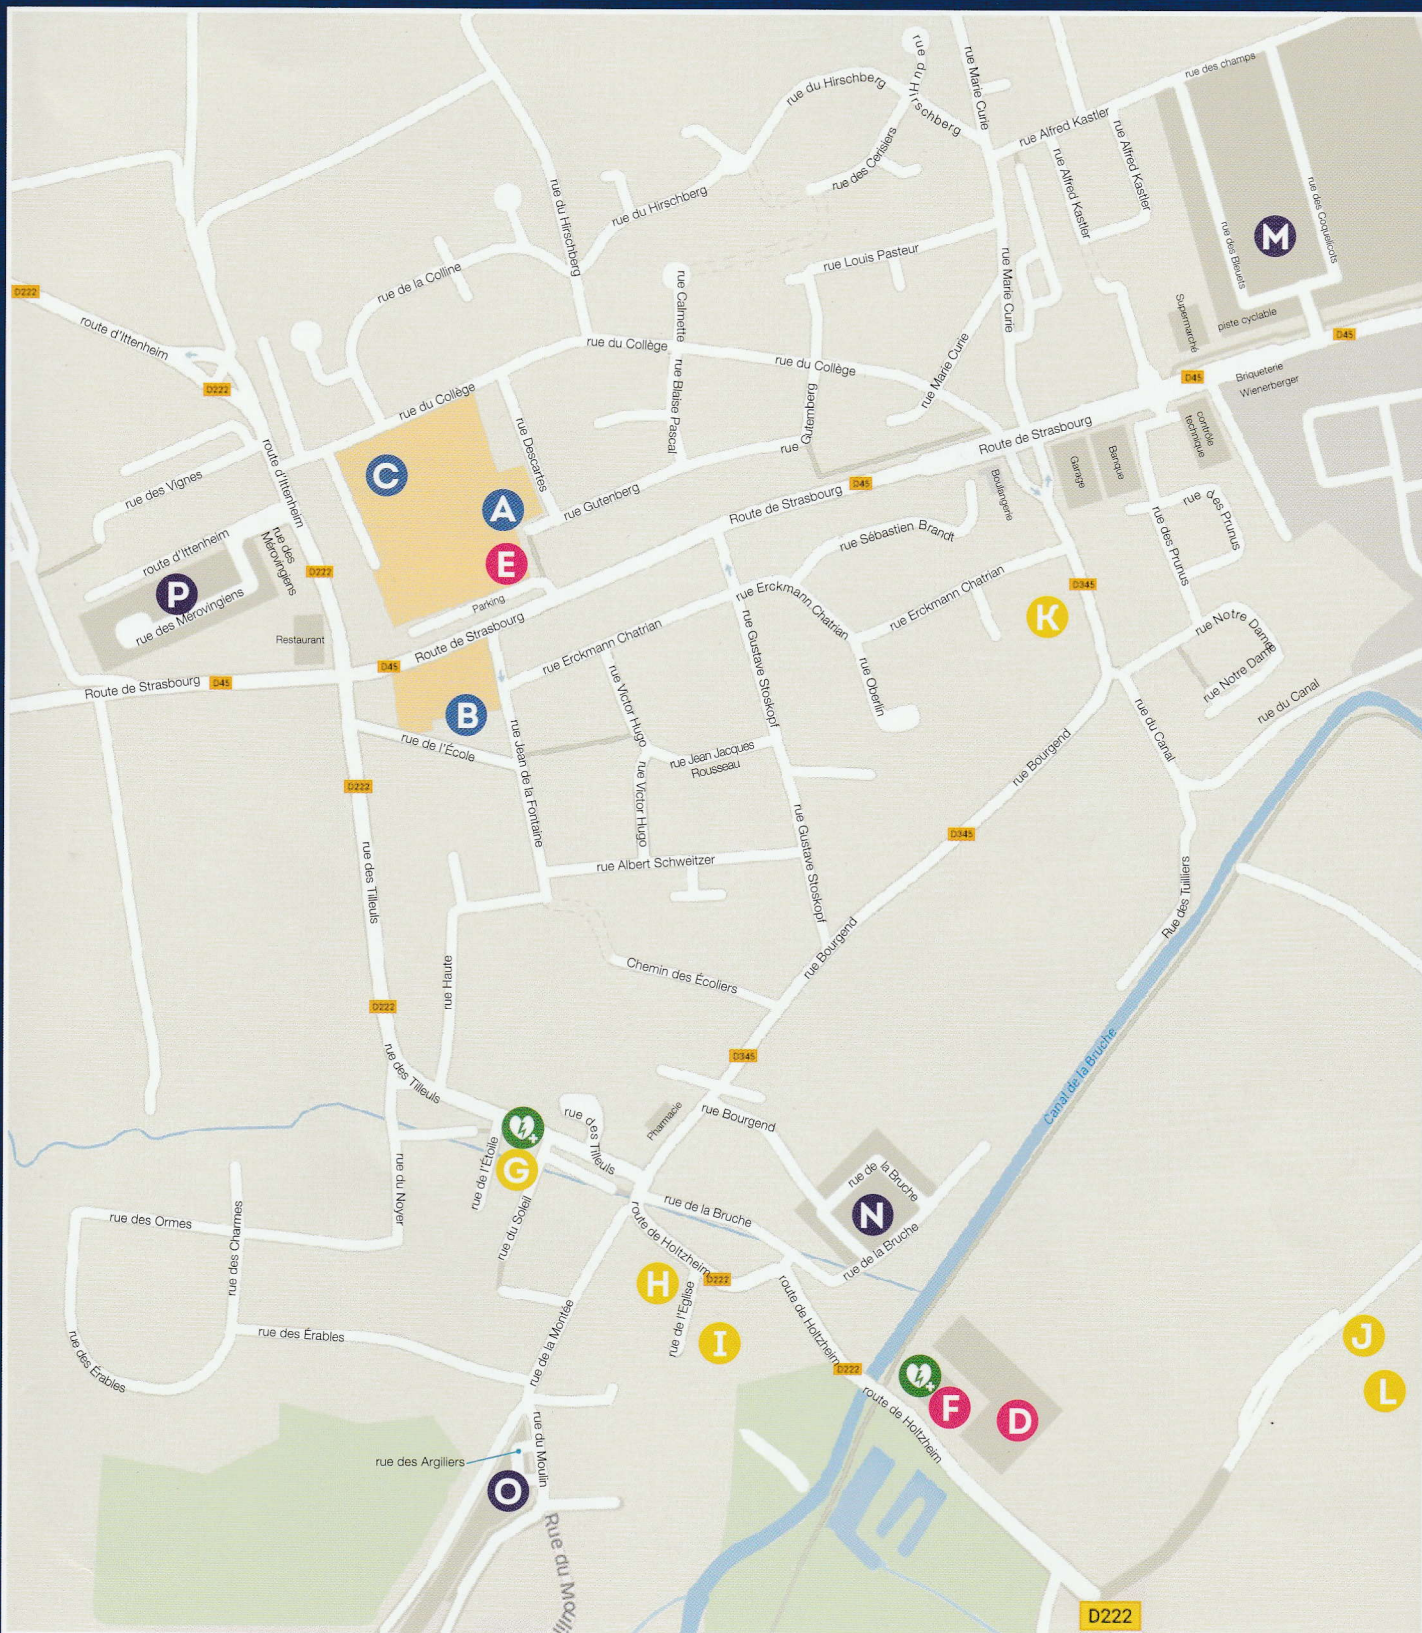 rue du Hirschberg
rue Marie Curie
rue des champs
rue du Hirschberg
rue Alfred Kastler
rue Alfred Kastler
rue Alfred Kastler
rue des Cerisiers
rue du Hirschberg
rue du Hirschberg
rue des Coquelicots
rue des Bleuets
M
rue Louis Pasteur
rue de la Colline
rue Calmette
rue Marie Curie
D222
route d'Ittenheim
Supermarché
piste cyclable
D45
rue du Collège
rue du Collège
rue Marie Curie
Briqueterie
Wienerberger
D45
D222
rue du Collège
rue Blaise Pascal
rue Gutemberg
rue Descartes
Route de Strasbourg
contrôle
technique
route d'Ittenheim
C
Garage
Banque
rue des Vignes
Boulangerie
D45
rue Gutenberg
A
Route de Strasbourg
rue des Prunus
rue des Prunus
rue Sébastien Brandt
route d'Ittenheim
rue des
Mérovingiens
E
D222
rue Erckmann Chatrian
rue Erckmann Chatrian
D345
P
rue des Mérovingiens
Parking
K
rue Notre Dame
rue Notre Dame
Restaurant
Route de Strasbourg
rue Erckmann Chatrian
rue Gustave Stoskopf
D45
Route de Strasbourg
D45
rue Victor Hugo
rue Oberlin
rue du Canal
rue du Canal
B
rue de l'École
rue Jean de la Fontaine
rue Jean Jacques
Rousseau
rue Bourgend
D222
rue Victor Hugo
rue Gustave Stoskopf
D345
rue des Tilleuls
rue Albert Schweitzer
Rue des Tuiliers
rue Bourgend
rue Haute
Chemin des Écoliers
D222
Canal de la Bruche
D345
rue des Tilleuls
rue des Tilleuls
Pharmacie
rue Bourgend
rue de l'Étoile
G
rue du Noyer
rue de la Bruche
rue de la Bruche
N
rue de la Bruche
rue des Ormes
rue des Charmes
rue du Soleil
route de Holtzheim
H
D222
rue de l'Eglise
I
route de Holtzheim
rue des Érables
rue des Érables
rue de la Montée
J
D222
L
route de Holtzheim
F
D
rue du Moulin
rue des Argiliers
O
Rue du Moulin
D222